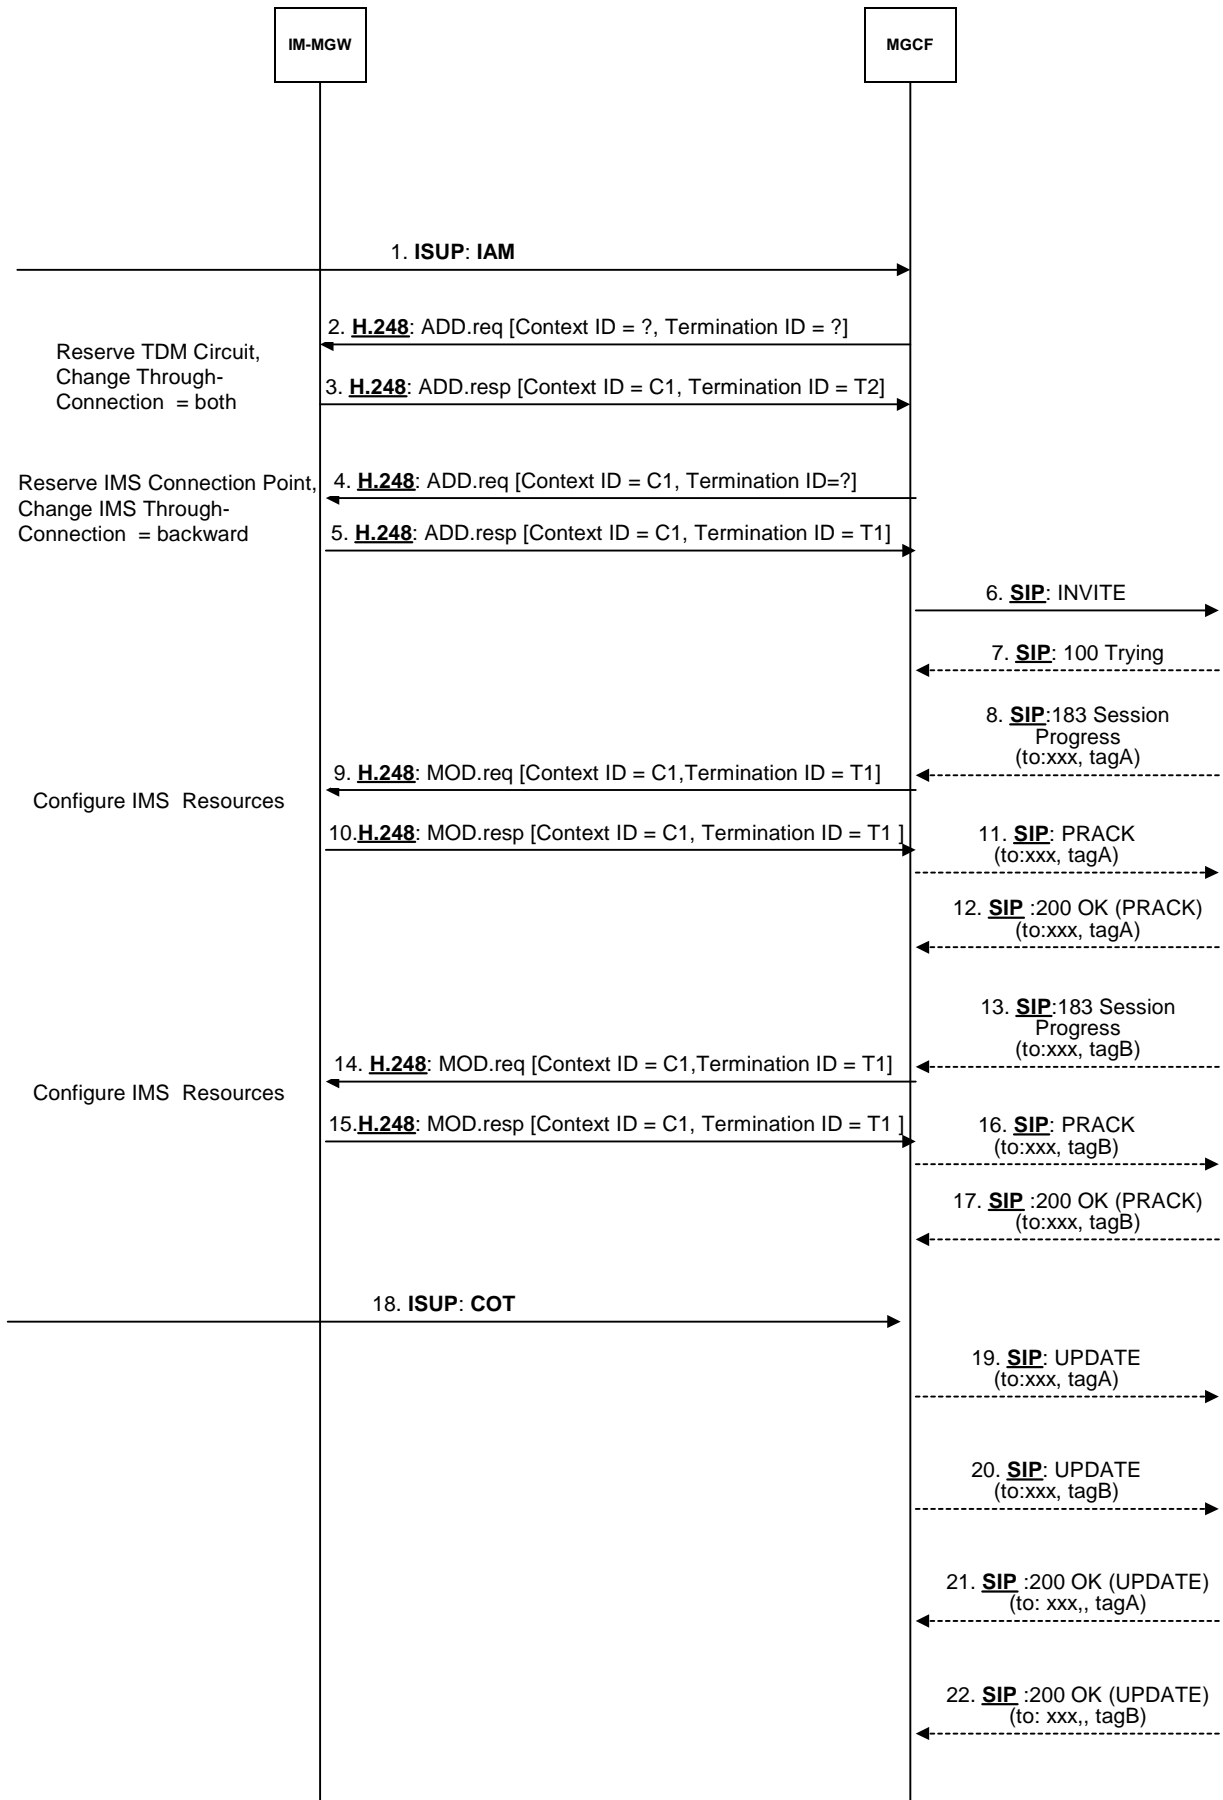 IM-MGW
MGCF
1. ISUP: IAM
2. H.248: ADD.req [Context ID = ?, Termination ID = ?]
Reserve TDM Circuit,
Change Through-
Connection = both
3. H.248: ADD.resp [Context ID = C1, Termination ID = T2]
Reserve IMS Connection Point,
Change IMS Through-
Connection = backward
4. H.248: ADD.req [Context ID = C1, Termination ID=?]
5. H.248: ADD.resp [Context ID = C1, Termination ID = T1]
6. SIP: INVITE
7. SIP: 100 Trying
8. SIP:183 Session
Progress
(to:xxx, tagA)
9. H.248: MOD.req [Context ID = C1,Termination ID = T1]
Configure IMS Resources
10.H.248: MOD.resp [Context ID = C1, Termination ID = T1 ]
11. SIP: PRACK
(to:xxx, tagA)
12. SIP :200 OK (PRACK)
(to:xxx, tagA)
13. SIP:183 Session
Progress
(to:xxx, tagB)
14. H.248: MOD.req [Context ID = C1,Termination ID = T1]
Configure IMS Resources
15.H.248: MOD.resp [Context ID = C1, Termination ID = T1 ]
16. SIP: PRACK
(to:xxx, tagB)
17. SIP :200 OK (PRACK)
(to:xxx, tagB)
18. ISUP: COT
19. SIP: UPDATE
(to:xxx, tagA)
20. SIP: UPDATE
(to:xxx, tagB)
21. SIP :200 OK (UPDATE)
(to: xxx,, tagA)
22. SIP :200 OK (UPDATE)
(to: xxx,, tagB)